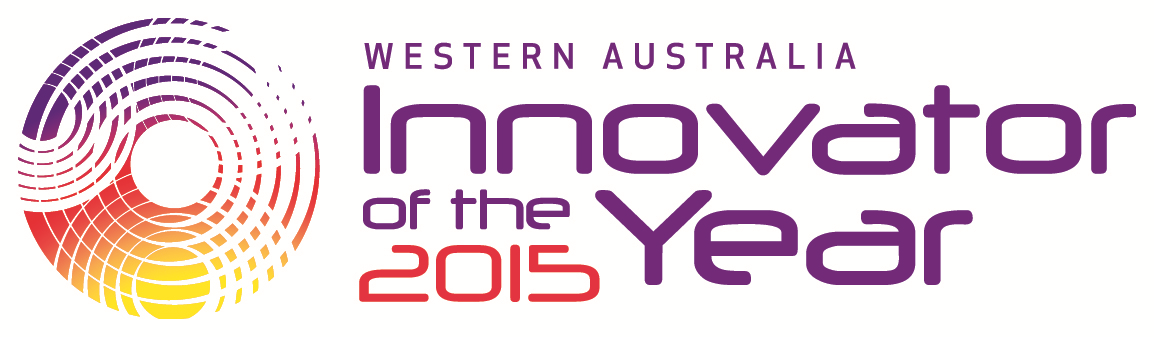 WESTERN AUSTRALIA
Innovator
of the Year
2015